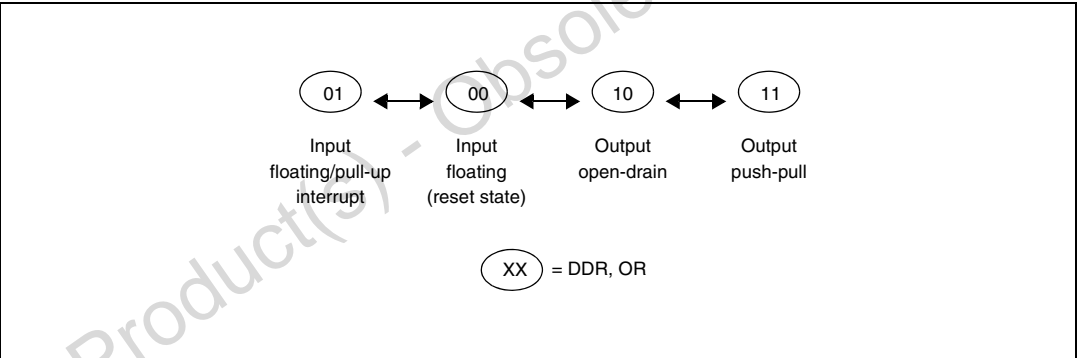 01 00 10 11
Input Input Output Output
floating/pull-up floating open-drain push-pull
interrupt (reset state)
XX = DDR, OR
Product(s) - Obsole